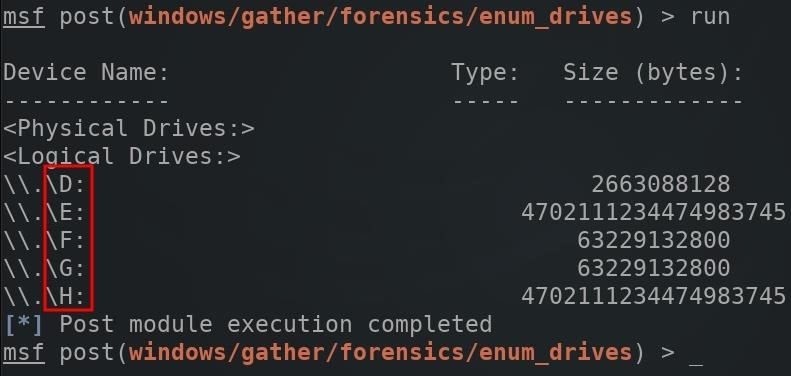 msf post(windows/gather/forensics/enum_drives) > run
Device Name:                    Type:   Size (bytes):
------------                    -----   -------------
<Physical Drives:>
<Logical Drives:>
\\.\D:                                     2663088128
\\.\E:                                4702111234474983745
\\.\F:                                    63229132800
\\.\G:                                    63229132800
\\.\H:                                4702111234474983745
[*] Post module execution completed
msf post(windows/gather/forensics/enum_drives) > _